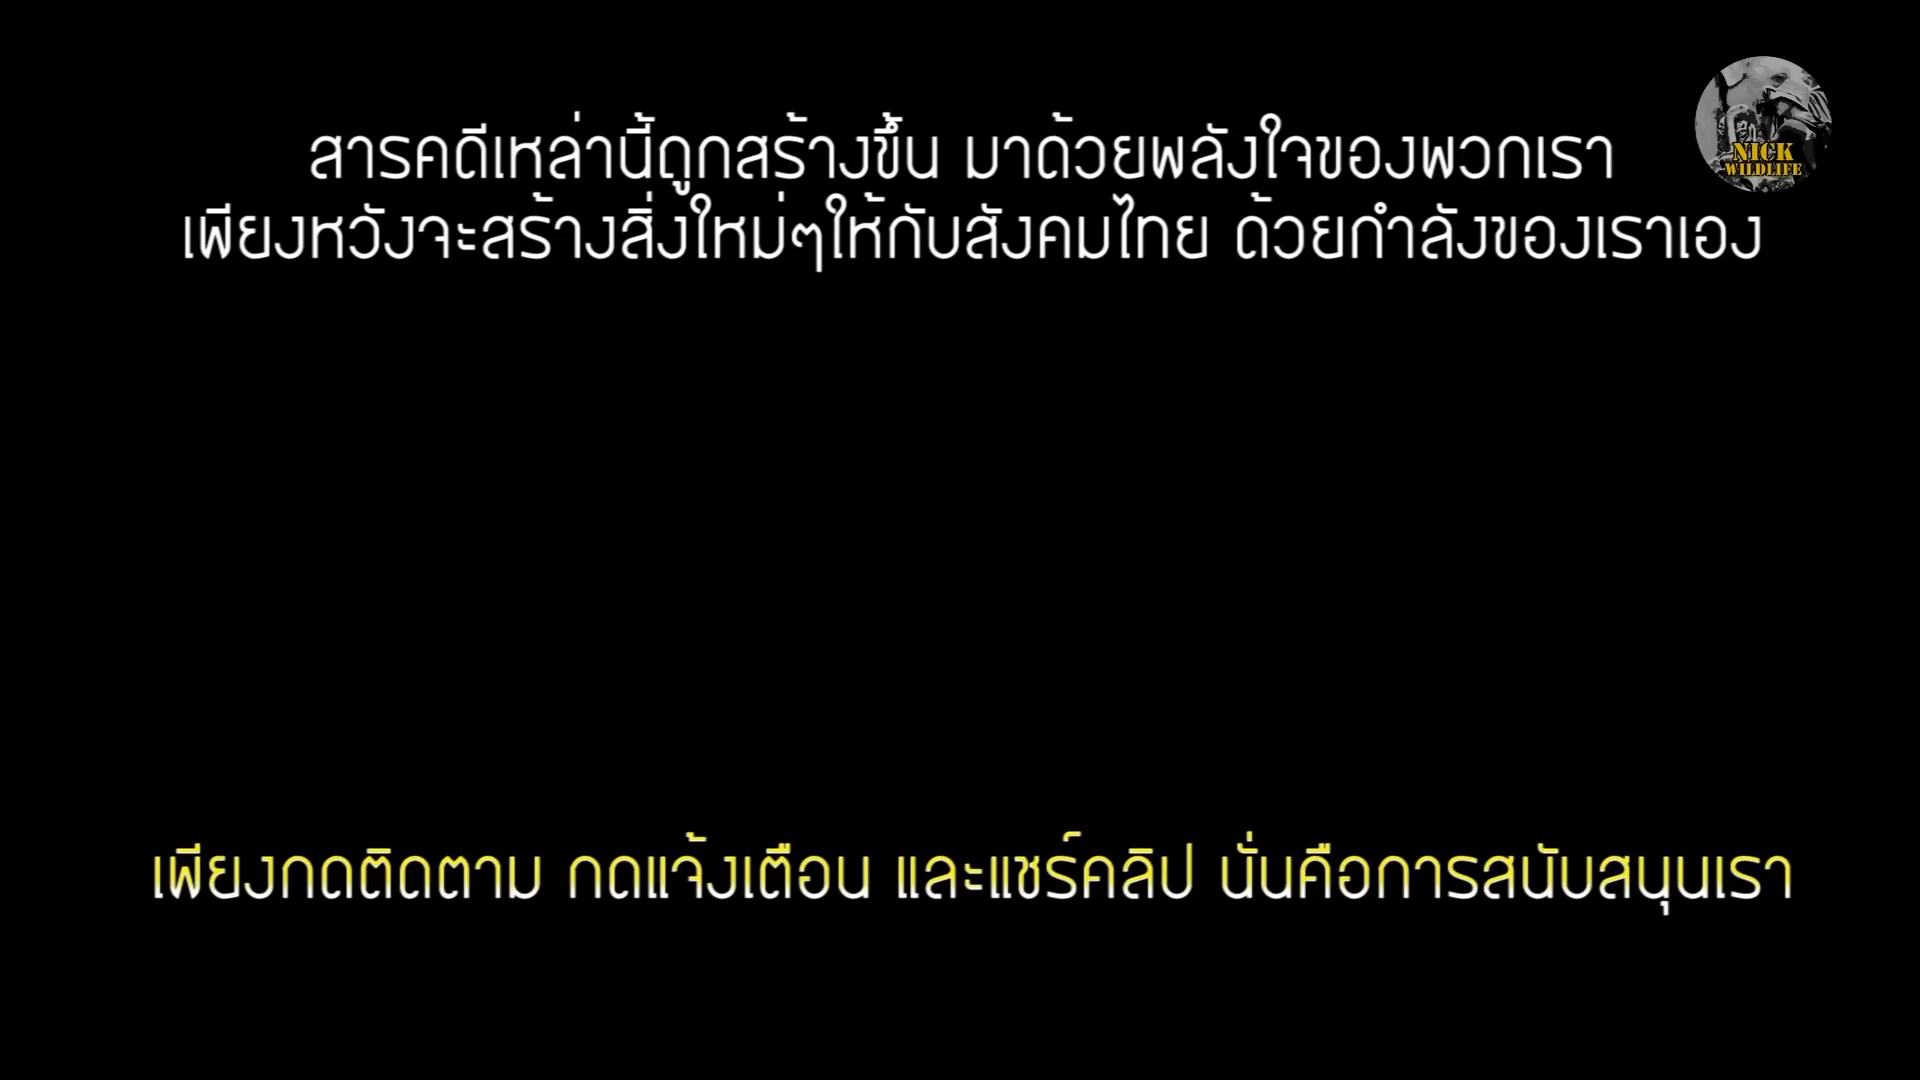 สารคดีเหล่านี้ถูกสร้างขึ้น มาด้วยพลังใจของพวกเรา
เพียงหวังจะสร้างสิ่งใหม่ๆให้กับสังคมไทย ด้วยกำลังของเราเอง
NICK
WILDLIFE
เพียงกดติดตาม กดแจ้งเตือน และแชร์คลิป นั่นคือการสนับสนุนเรา